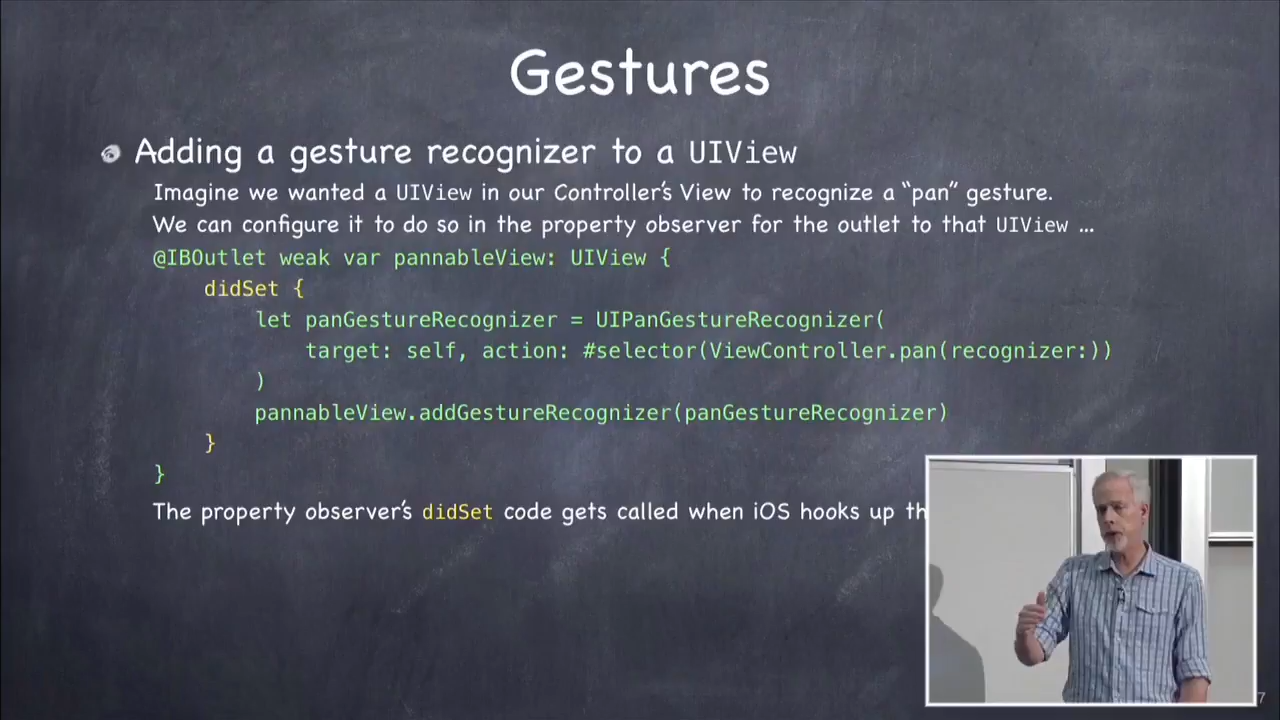 Gestures
Adding a gesture recognizer to a UIView
Imagine we wanted a UIView in our Controller's View to recognize a “pan” gesture.
We can configure it to do so in the property observer for the outlet to that UIView ...
@IBOutlet weak var pannableView: UIView {
didSet {
let panGestureRecognizer = UIPanGestureRecognizer(
target: self, action: #selector(ViewController.pan(recognizer:))
)
pannableView.addGestureRecognizer(panGestureRecognizer)
}
}
The property observer's didSet code gets called when iOS hooks up th
7